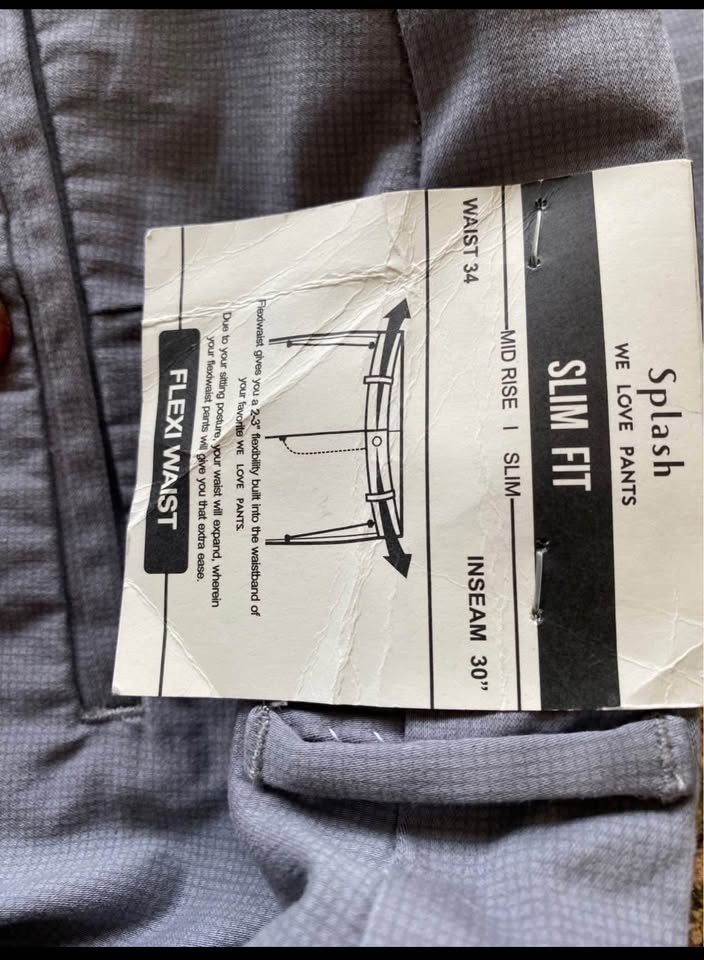 Splash
WE LOVE PANTS
SLIM FIT
MID RISE | SLIM
WAIST 34 INSEAM 30”
Flexiwaist gives you a 2-3" flexibility built into the waistband of
your favorite WE LOVE PANTS.
Due to your sitting posture, your waist will expand, wherein
your flexiwaist pants will give you that extra ease.
FLEXI WAIST